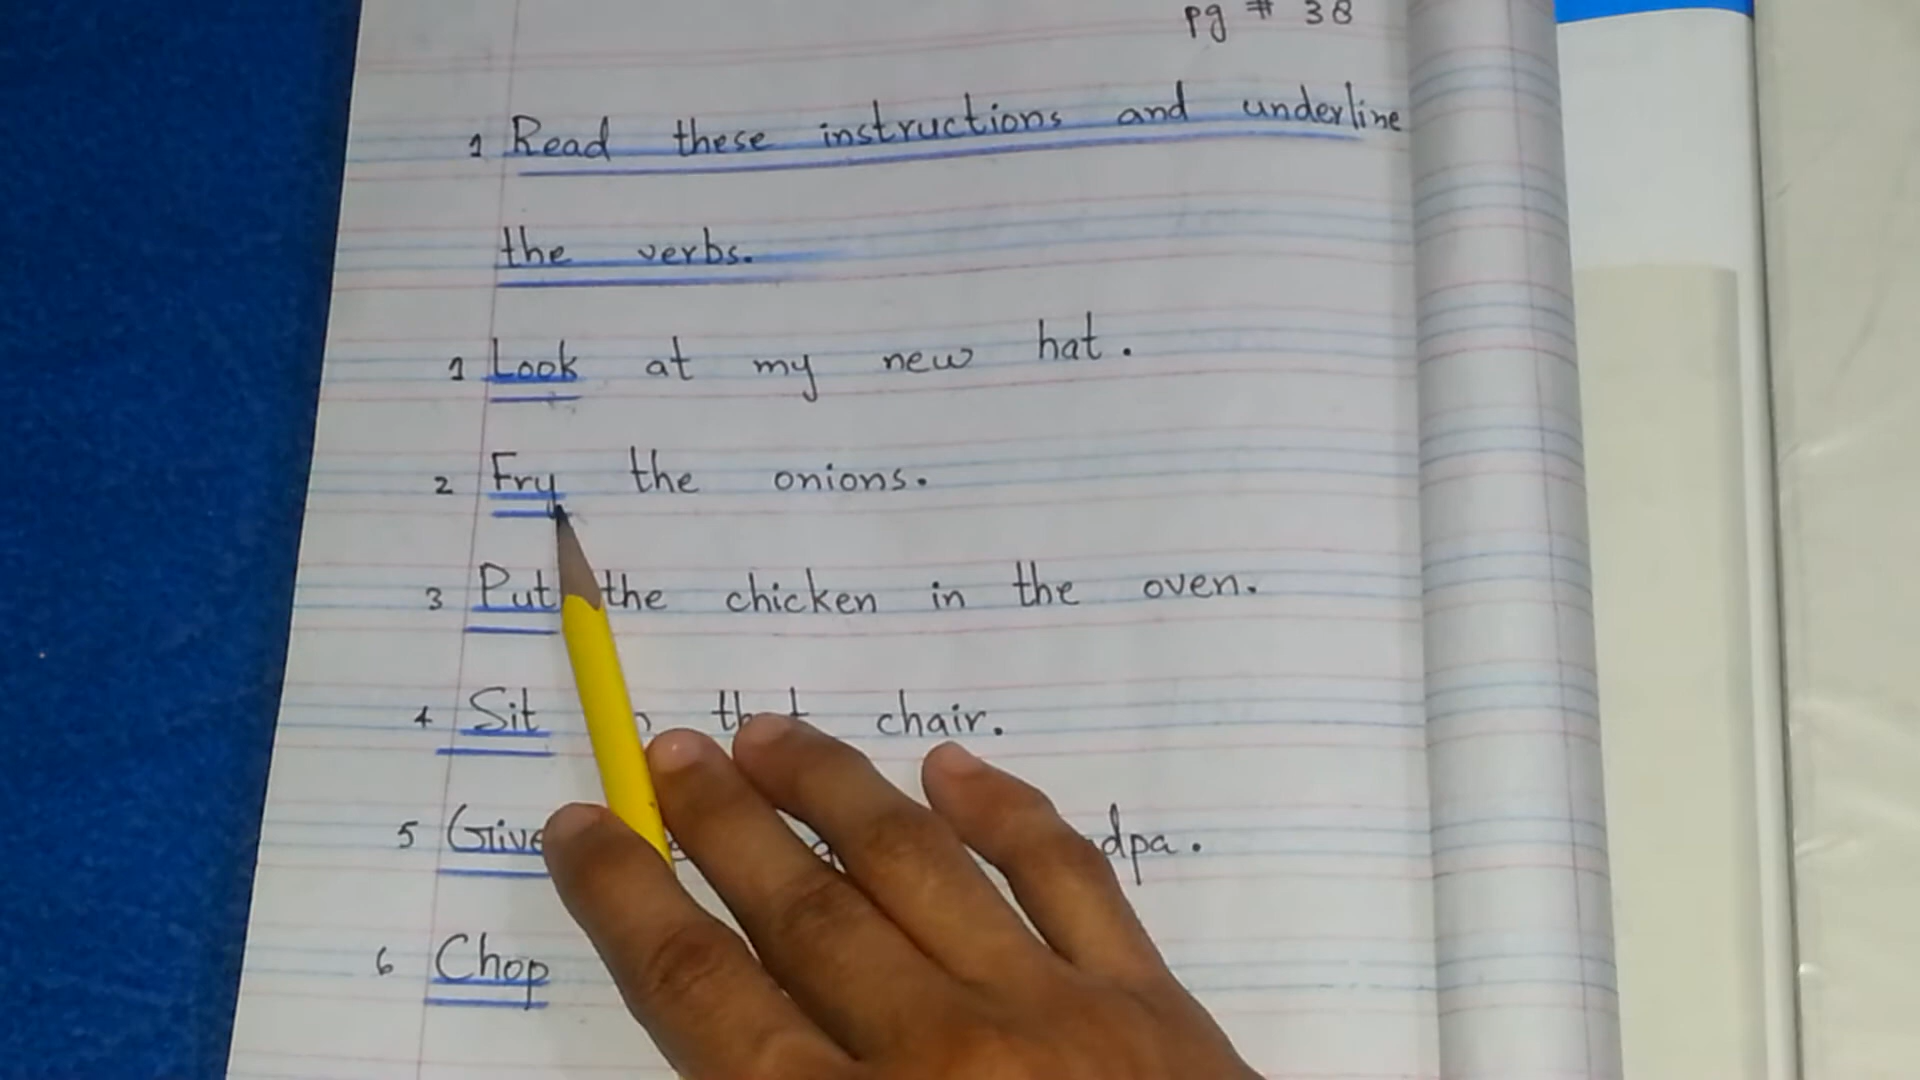 pg # 38
1 Read these instructions and underline
the verbs.
1 Look at my new hat.
2 Fry the onions.
3 Put the chicken in the oven.
4 Sit chair.
5 Give
6 Chop